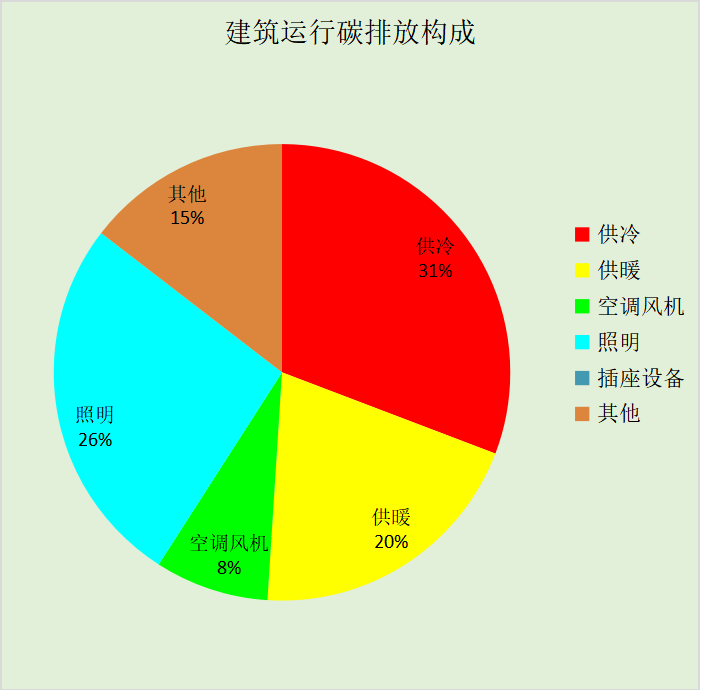 建筑运行碳排放构成
其他
15%
供冷
31%
照明
26%
供暖
20%
空调风机
8%
供冷
供暖
空调风机
照明
插座设备
其他